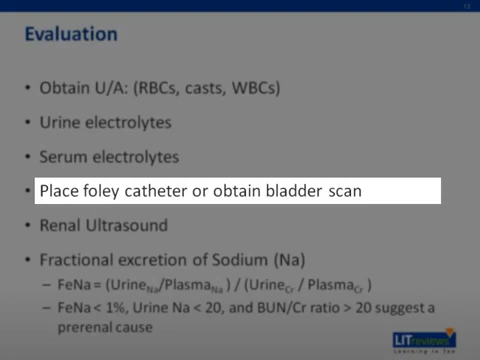 12
Evaluation
• Obtain U/A: (RBCs, casts, WBCs)
• Urine electrolytes
• Serum electrolytes
• Place foley catheter or obtain bladder scan
• Renal Ultrasound
• Fractional excretion of Sodium (Na)
– FeNa = (UrineNa/PlasmaNa ) / (UrineCr / PlasmaCr )
– FeNa < 1%, Urine Na < 20, and BUN/Cr ratio > 20 suggest a
prerenal cause
LITreviews
Learning in Ten